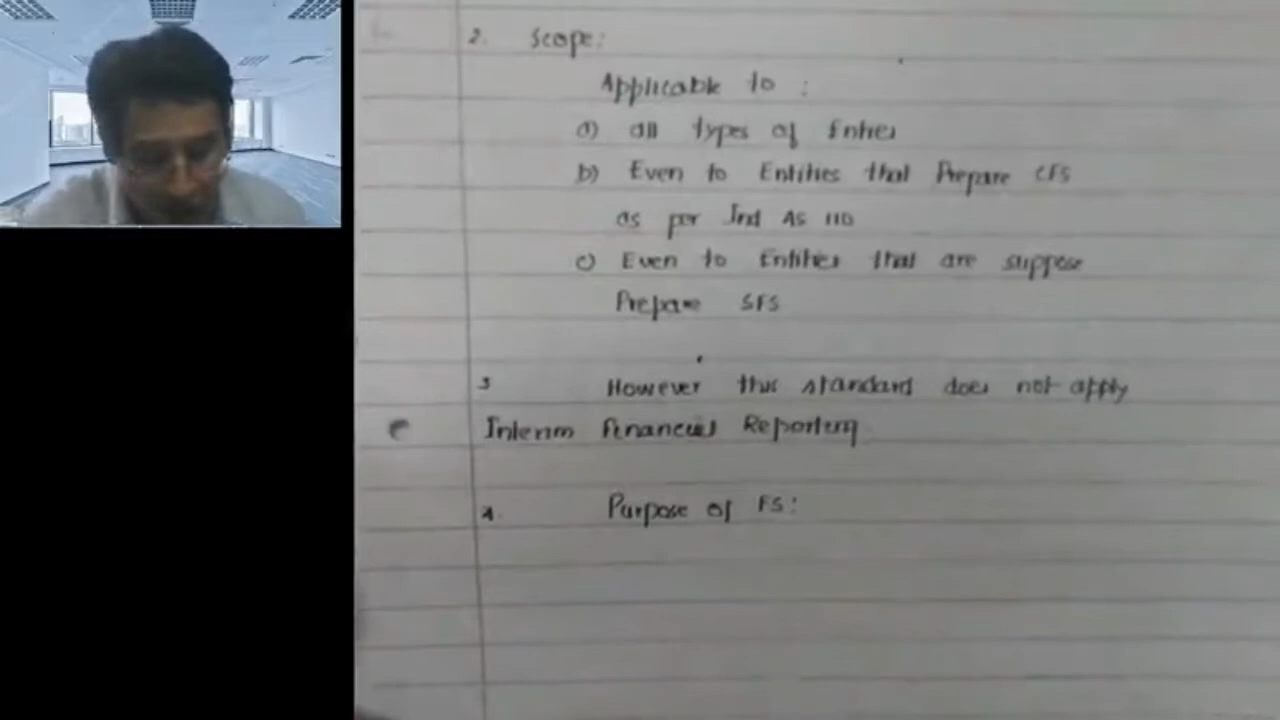 2. Scope:
Applicable to :
a) all types of Enties
b) Even to Entities that Prepare CFS
as per Ind AS 110
c) Even to Entities that are suppose
Prepare SFS
3 However this standard does not apply
Interim Financial Reporting
4. Purpose of FS: